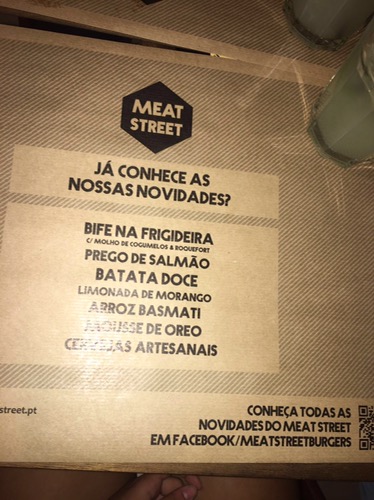 MEAT
STREET
JÁ CONHECE AS
NOSSAS NOVIDADES?
BIFE NA FRIGIDEIRA
C/ MOLHO DE COGUMELOS & ROQUEFORT
PREGO DE SALMÃO
BATATA DOCE
LIMONADA DE MORANGO
ARROZ BASMATI
MOUSSE DE OREO
CERVEJAS ARTESANAIS
street.pt
CONHEÇA TODAS AS
NOVIDADES DO MEAT STREET
EM FACEBOOK/MEATSTREETBURGERS